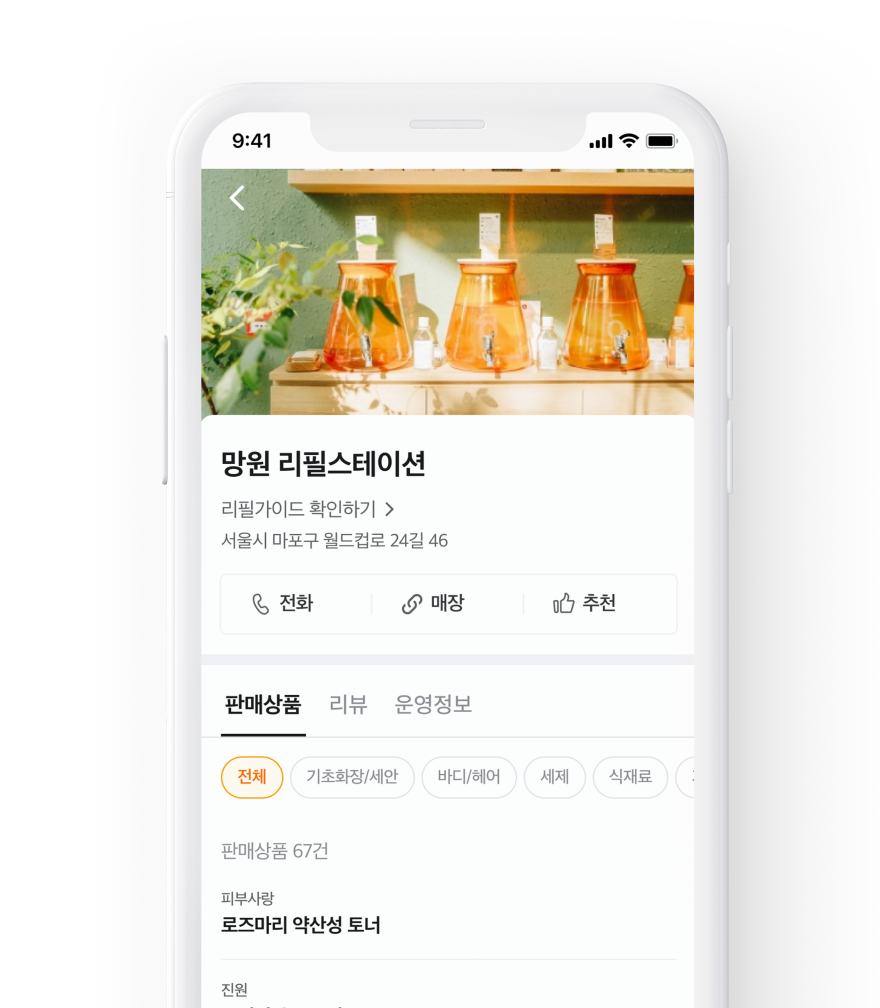 9:41
망원 리필스테이션
리필가이드 확인하기
서울시 마포구 월드컵로 24길 46
전화 매장 추천
판매상품 리뷰 운영정보
전체 기초화장/세안 바디/헤어 세제 식재료
판매상품 67건
피부사랑
로즈마리 약산성 토너
진원